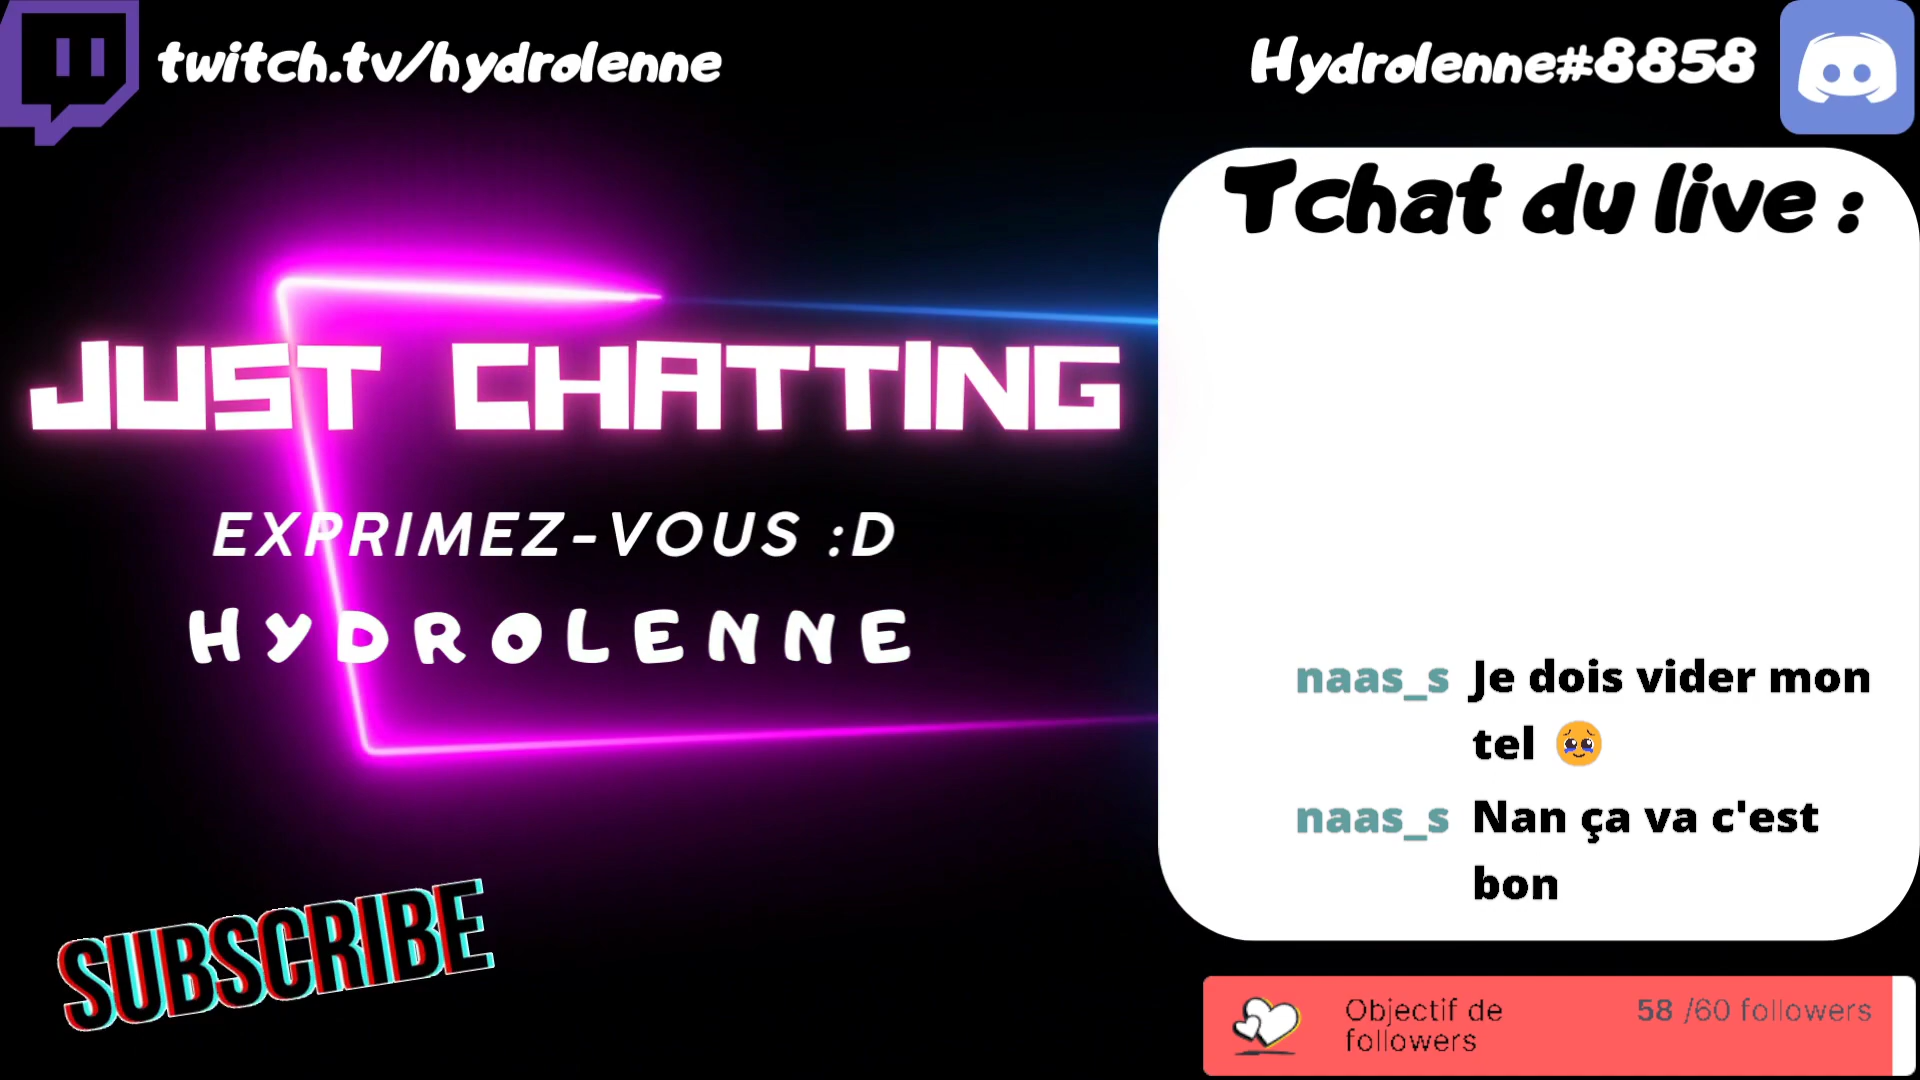 twitch.tv/hydrolenne
Hydrolenne#8858
JUST CHATTING
EXPRIMEZ-VOUS :D
HYDROLENNE
SUBSCRIBE
Tchat du live :
naas_s Je dois vider mon
tel 🥹
naas_s Nan ça va c'est
bon
Objectif de
followers
58 /60 followers